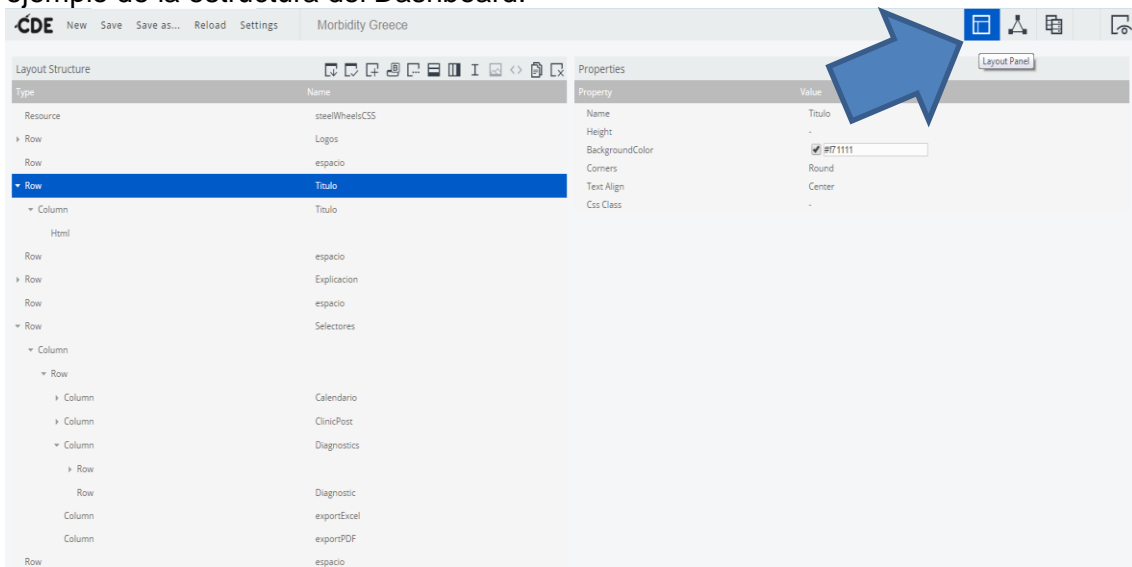 ejemplo de la estructura del Dashboard.
CDE New Save Save as... Reload Settings Morbidity Greece
Layout Panel
Layout Structure
Type Name
Resource steelWheelsCSS
Row Logos
Row espacio
Row Titulo
Column Titulo
Html
Row espacio
Row Explicacion
Row espacio
Row Selectores
Column
Row
Column Calendario
Column ClinicPost
Column Diagnostics
Row
Row Diagnostic
Column exportExcel
Column exportPDF
Row espacio
Properties
Property Value
Name Titulo
Height -
BackgroundColor #f71111
Corners Round
Text Align Center
Css Class -